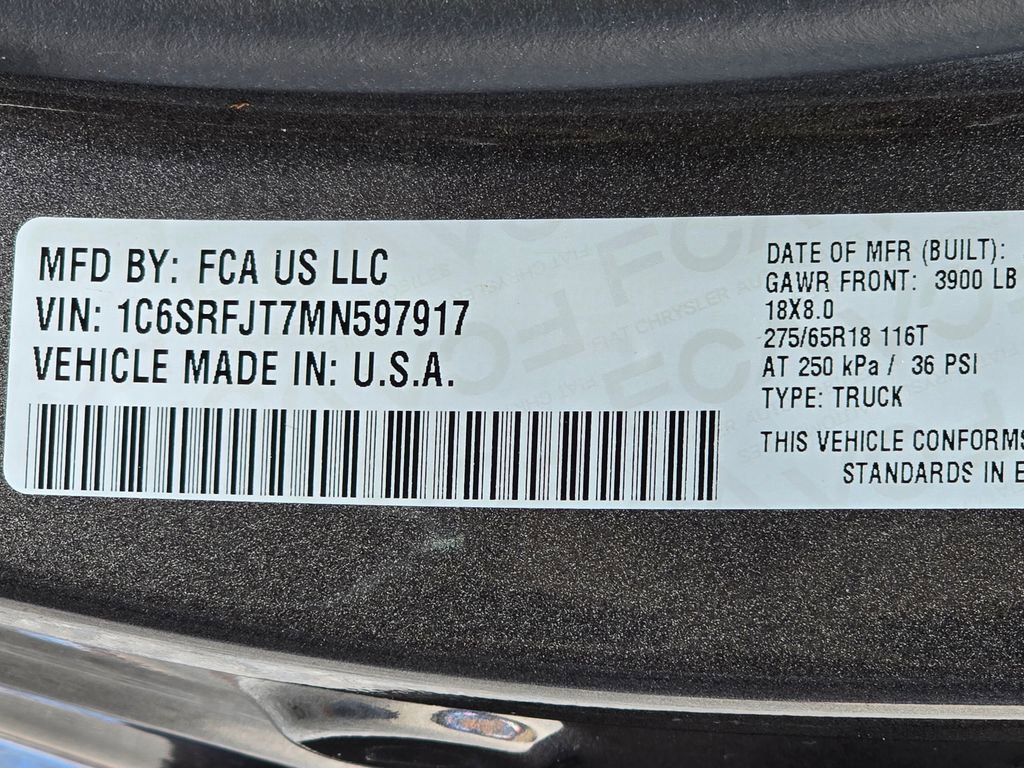 MFD BY: FCA US LLC
VIN: 1C6SRFJT7MN597917
VEHICLE MADE IN: U.S.A.
DATE OF MFR (BUILT):
GAWR FRONT: 3900 LB
18X8.0
275/65R18 116T
AT 250 kPa / 36 PSI
TYPE: TRUCK
THIS VEHICLE CONFORMS
STANDARDS IN E